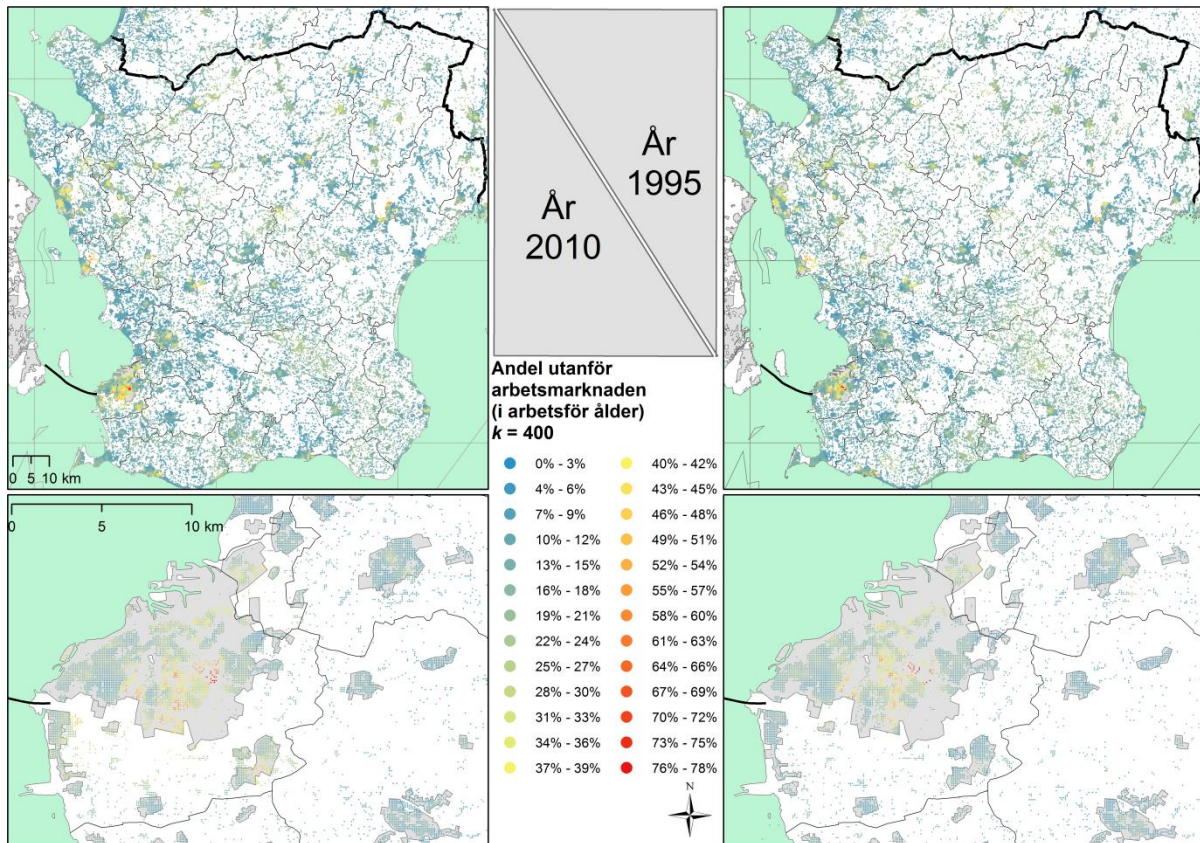 År
1995
År
2010
Andel utanför
arbetsmarknaden
(i arbetsför ålder)
k = 400
0% - 3%
4% - 6%
7% - 9%
10% - 12%
13% - 15%
16% - 18%
19% - 21%
22% - 24%
25% - 27%
28% - 30%
31% - 33%
34% - 36%
37% - 39%
40% - 42%
43% - 45%
46% - 48%
49% - 51%
52% - 54%
55% - 57%
58% - 60%
61% - 63%
64% - 66%
67% - 69%
70% - 72%
73% - 75%
76% - 78%
0 5 10 km
0 5 10 km
N